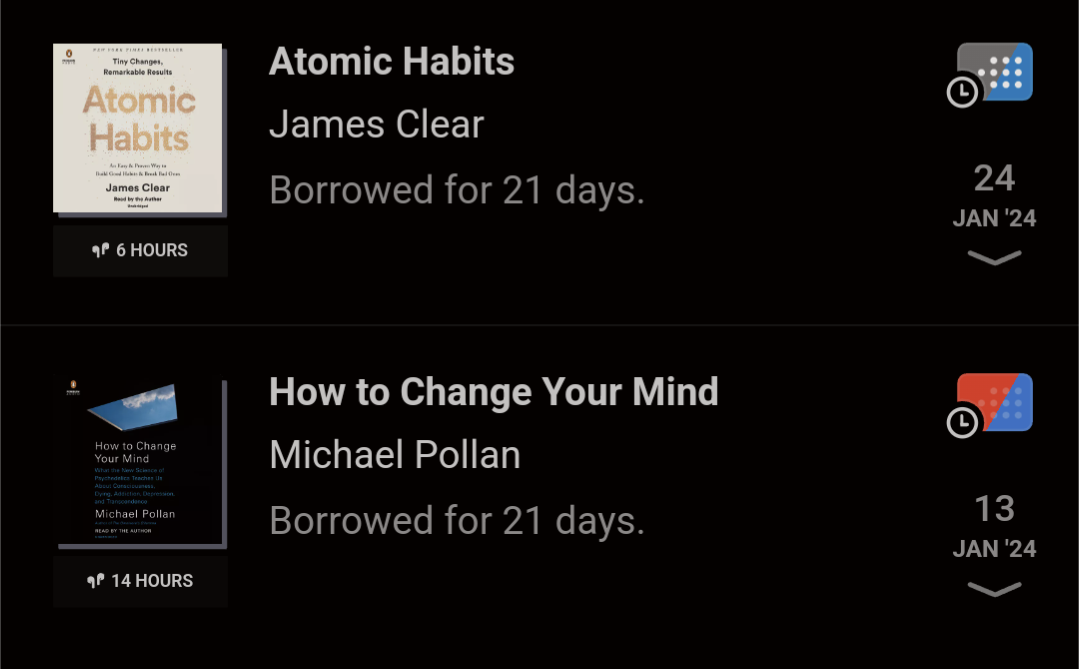 NEW YORK TIMES BESTSELLER
Tiny Changes,
Remarkable Results
Atomic
Habits
An Easy & Proven Way to
Build Good Habits & Break Bad Ones
James Clear
Read by the Author
Unabridged
6 HOURS
Atomic Habits
James Clear
Borrowed for 21 days.
24
JAN '24
How to Change
Your Mind
What the New Science of
Psychedelics Teaches Us
About Consciousness,
Dying, Addiction, Depression,
and Transcendence
Michael Pollan
READ BY THE AUTHOR
14 HOURS
How to Change Your Mind
Michael Pollan
Borrowed for 21 days.
13
JAN '24